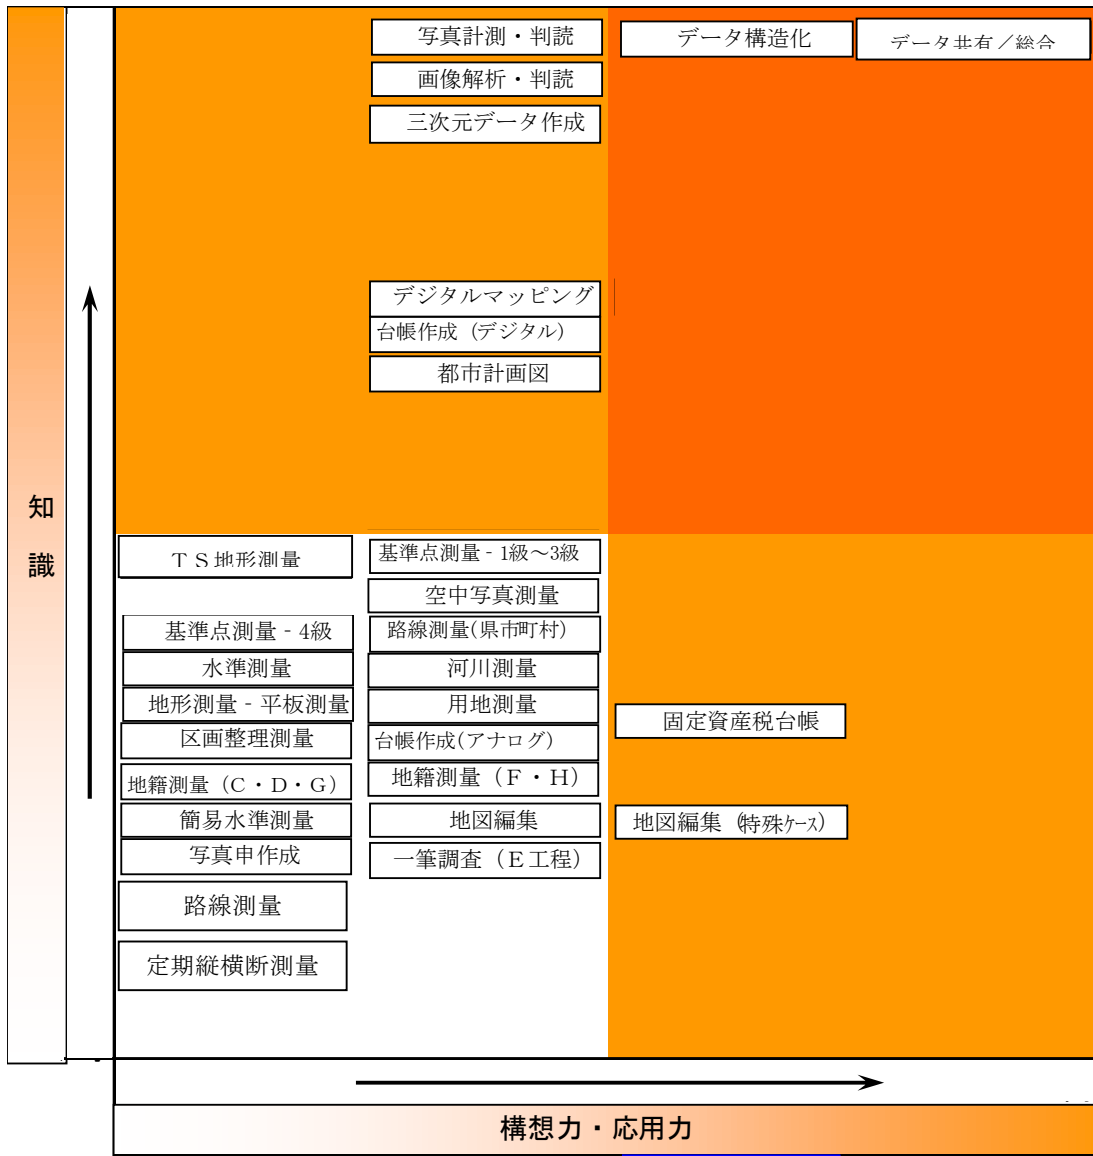 写真計測・判読
データ構造化
データ共有／総合
画像解析・判読
三次元データ作成
デジタルマッピング
台帳作成（デジタル）
都市計画図
知
識
ＴＳ地形測量
基準点測量‐1級～3級
空中写真測量
基準点測量‐4級
路線測量(県市町村)
水準測量
河川測量
地形測量‐平板測量
用地測量
固定資産税台帳
区画整理測量
台帳作成(アナログ)
地籍測量（Ｃ・Ｄ・Ｇ）
地籍測量（Ｆ・Ｈ）
簡易水準測量
地図編集
地図編集（特殊ケース）
写真申作成
一筆調査（Ｅ工程）
路線測量
定期縦横断測量
構想力・応用力